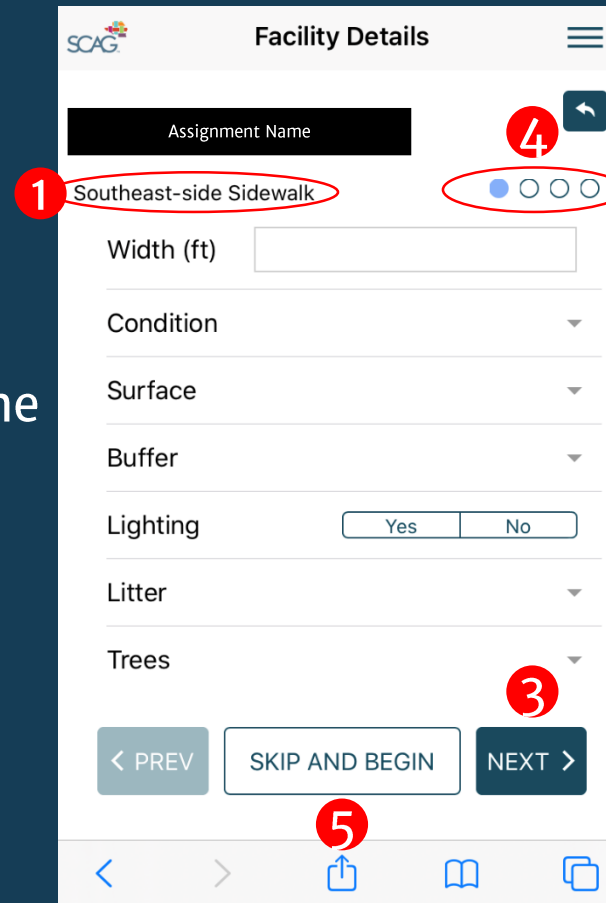 SCAG
Facility Details
Assignment Name
4
1
Southeast-side Sidewalk
Width (ft)
Condition
ne
Surface
Buffer
Lighting Yes No
Litter
Trees
3
< PREV SKIP AND BEGIN NEXT >
5